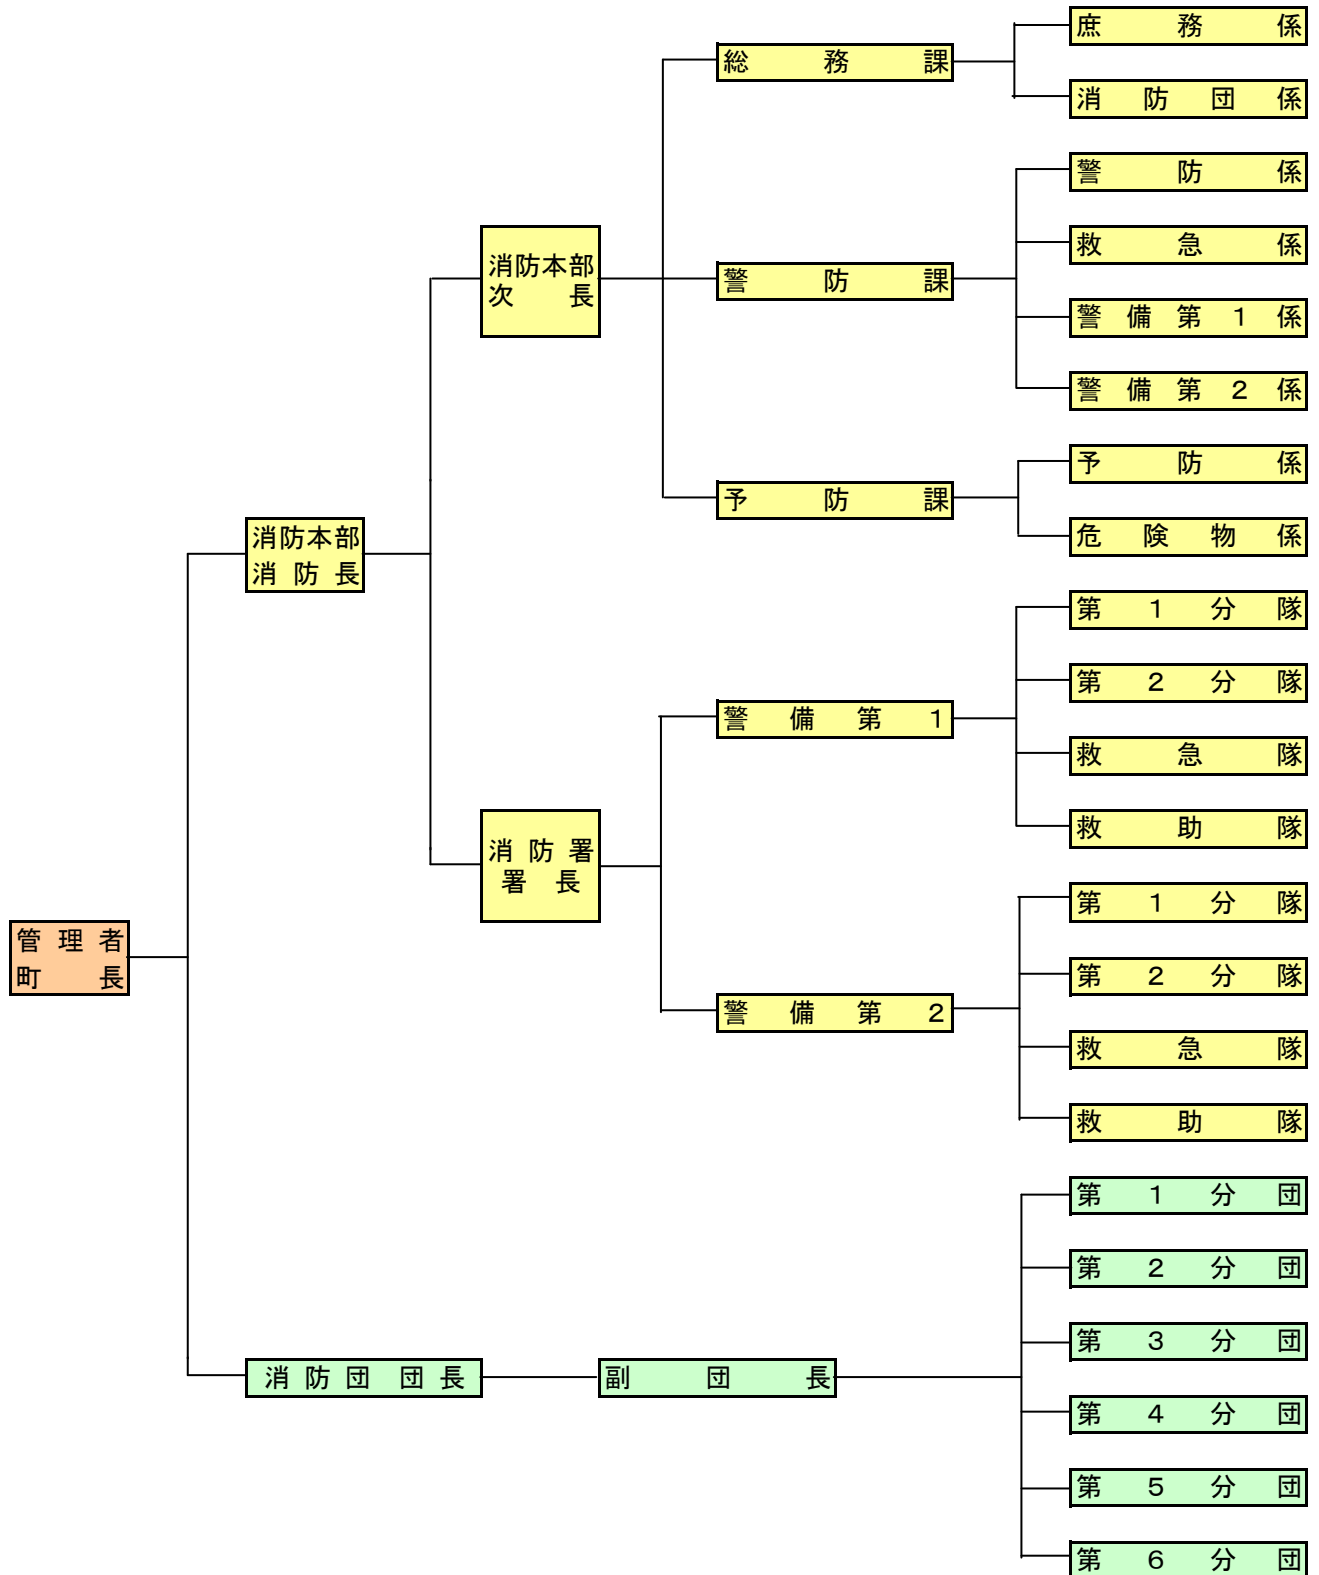 庶務係
総務課
消防団係
警防係
消防本部
次長
救急係
警防課
警備第1係
警備第2係
予防係
予防課
消防本部
消防長
危険物係
第1分隊
第2分隊
警備第1
救急隊
救助隊
消防署
署長
第1分隊
管理者
町長
第2分隊
警備第2
救急隊
救助隊
第1分団
第2分団
第3分団
消防団団長
副団長
第4分団
第5分団
第6分団